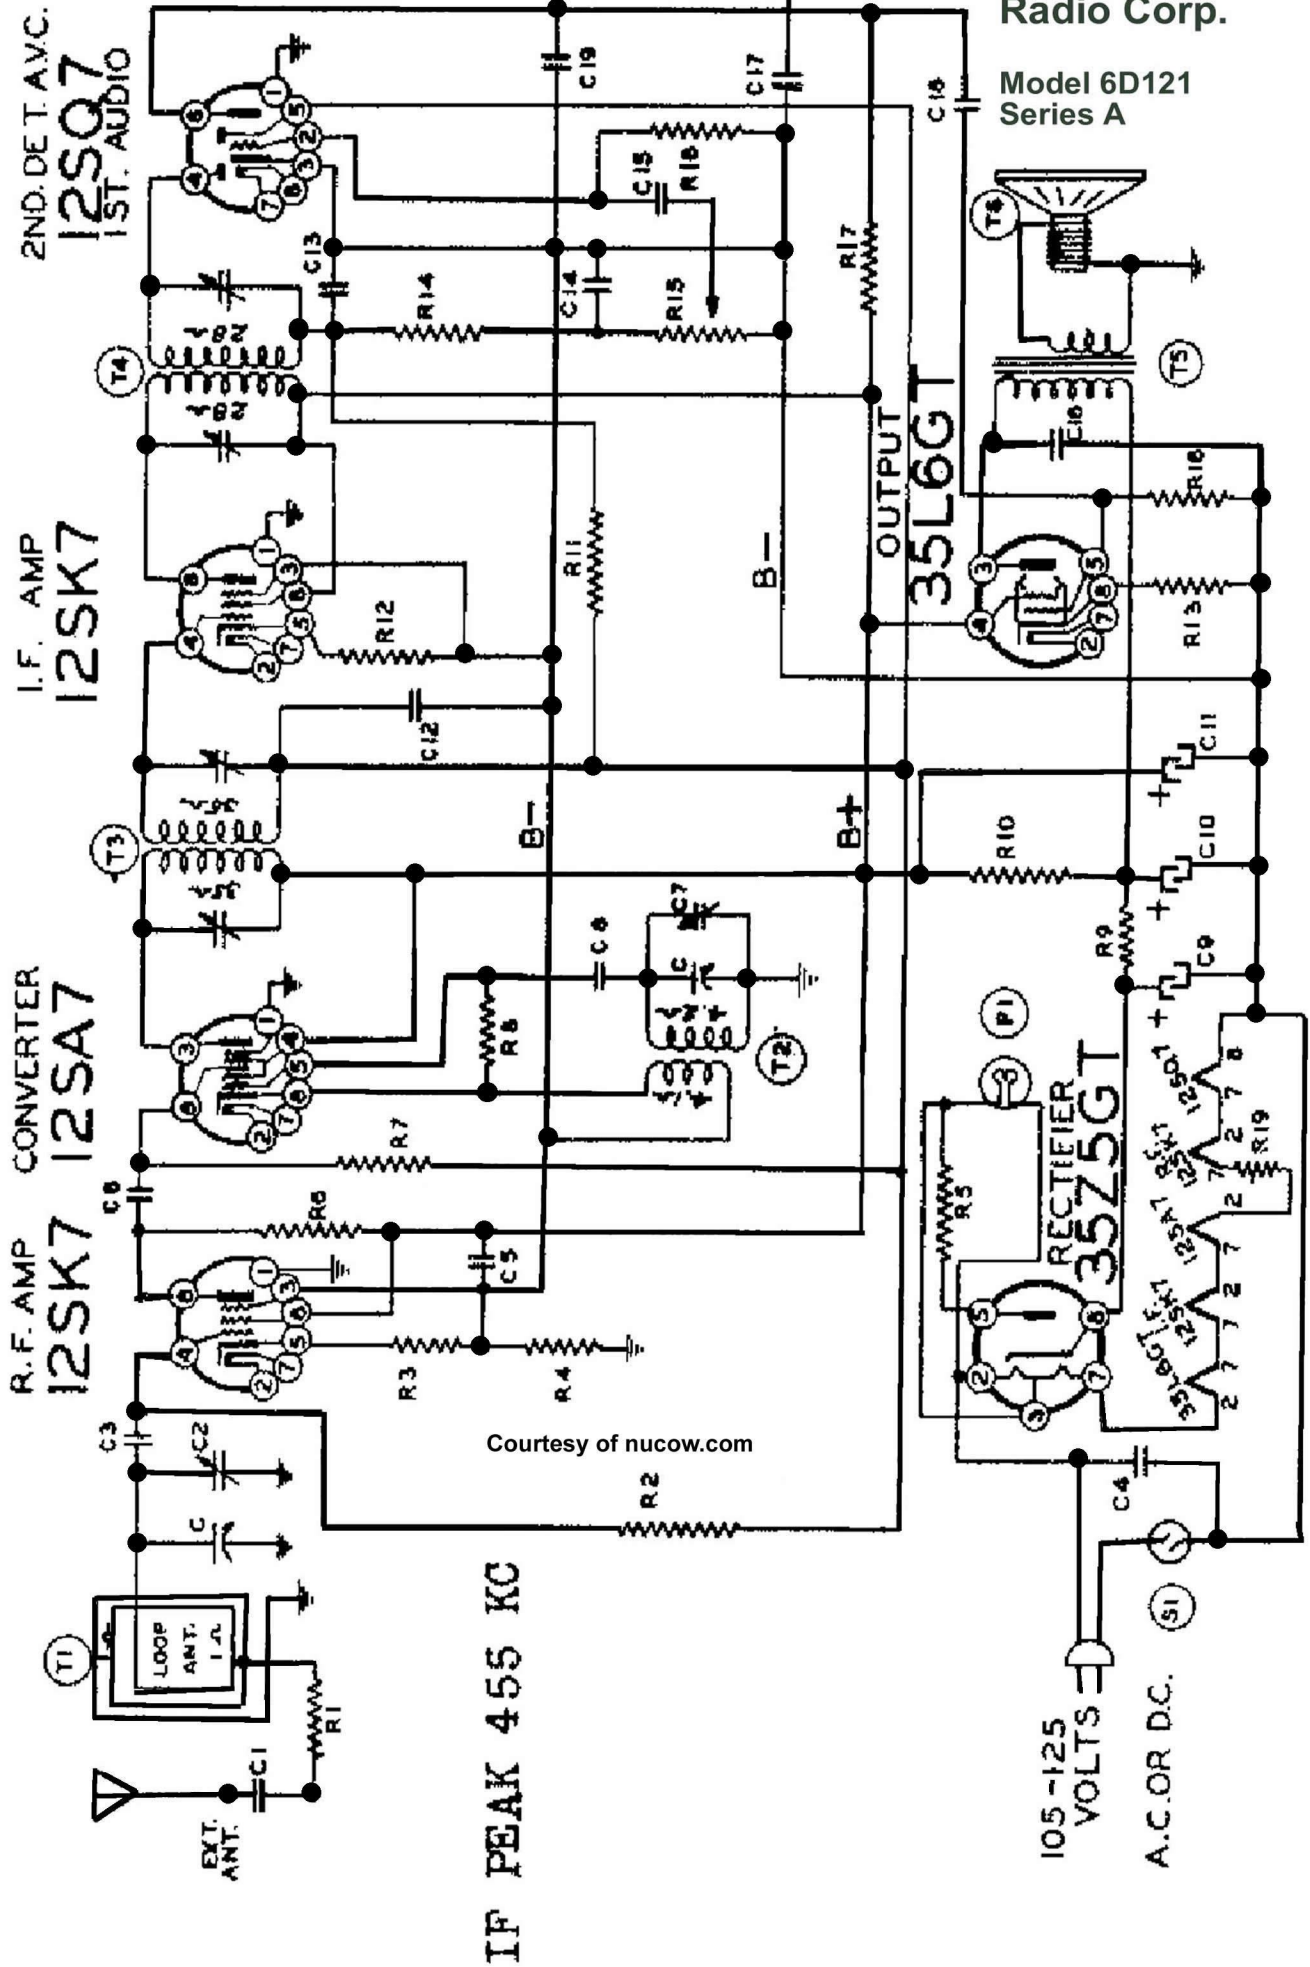 Radio Corp.
Model 6D121
Series A
R.F. AMP
12SK7
CONVERTER
12SA7
I.F. AMP
12SK7
2ND. DET. A.V.C.
12SQ7
1ST. AUDIO
T1
LOOP
ANT.
1 Ω
EXT.
ANT.
C1
R1
C
C2
C3
R2
R3
R4
C5
R6
C6
R7
R8
C8
C7
C
T2
T3
C12
R12
R11
T4
C13
R14
C14
R15
C15
R16
C17
C19
R17
C18
B−
B−
B+
OUTPUT
35L6GT
T6
T5
C16
R18
R13
R10
C11
C10
R9
C9
P1
RECTIFIER
35Z5GT
R5
R19
C4
S1
105-125
VOLTS
A.C. OR D.C.
IF PEAK 455 KC
Courtesy of nucow.com